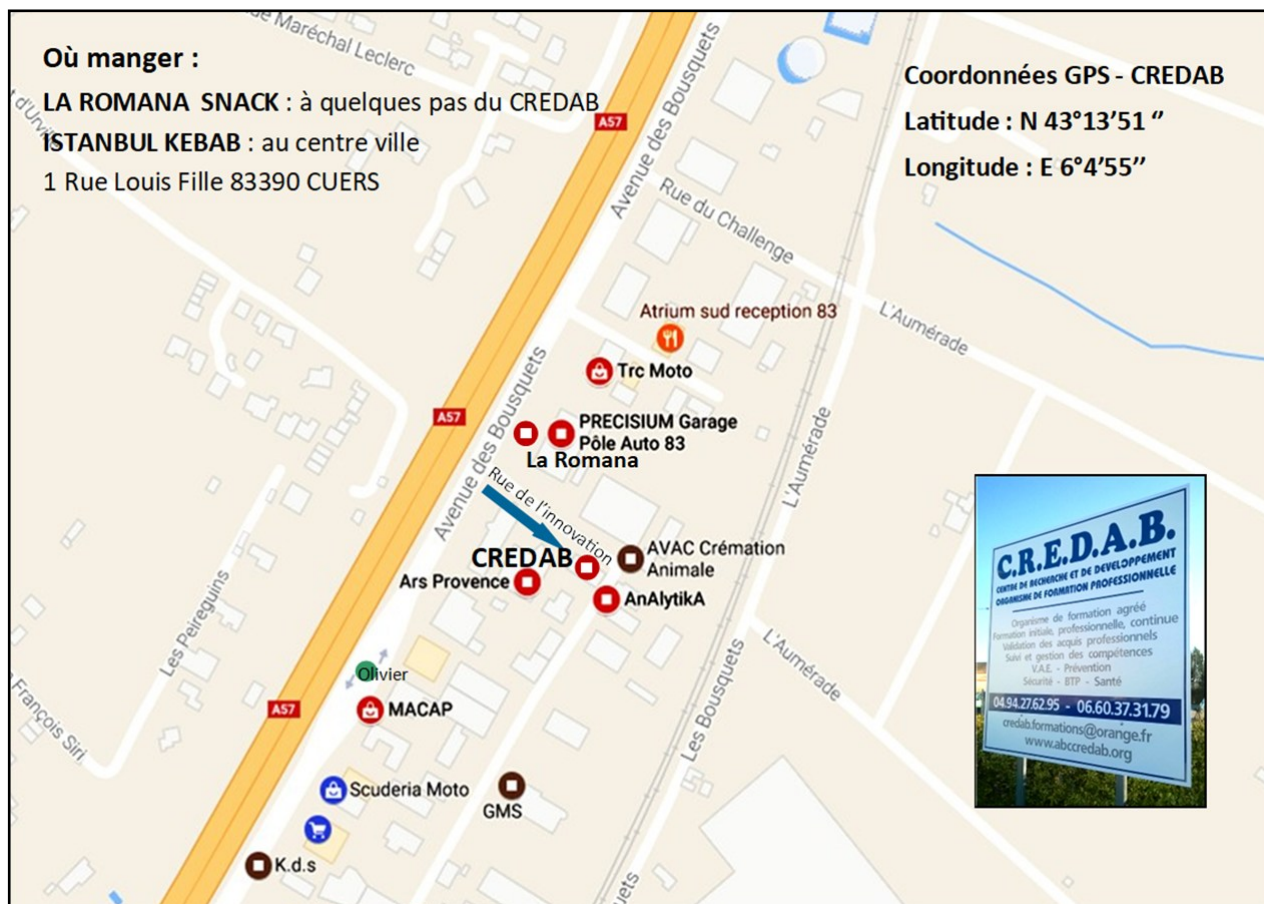 Où manger :
LA ROMANA SNACK : à quelques pas du CREDAB
ISTANBUL KEBAB : au centre ville
1 Rue Louis Fille 83390 CUERS
Coordonnées GPS - CREDAB
Latitude : N 43°13’51 ‘’
Longitude : E 6°4’55’’
Maréchal Leclerc
t d'Urville
A57
Avenue des Bousquets
Rue du Challenge
L'Aumérade
Atrium sud reception 83
Trc Moto
A57
Avenue des Bousquets
PRECISIUM Garage
Pôle Auto 83
La Romana
L'Aumérade
Rue de l’innovation
CREDAB
AVAC Crémation
Animale
Ars Provence
AnAlytikA
Les Peireguins
L'Aumérade
Olivier
MACAP
A57
François Siri
Les Bousquets
Scuderia Moto
GMS
K.d.s
Bousquets
C.R.E.D.A.B.
CENTRE DE RECHERCHE ET DE DEVELOPPEMENT
ORGANISME DE FORMATION PROFESSIONNELLE
Organisme de formation agréé
Formation initiale, professionnelle, continue
Validation des acquis professionnels
Suivi et gestion des compétences
V.A.E. - Prévention
Sécurité - BTP - Santé
04.94.27.62.95 - 06.60.37.31.79
credab.formations@orange.fr
www.abccredab.org